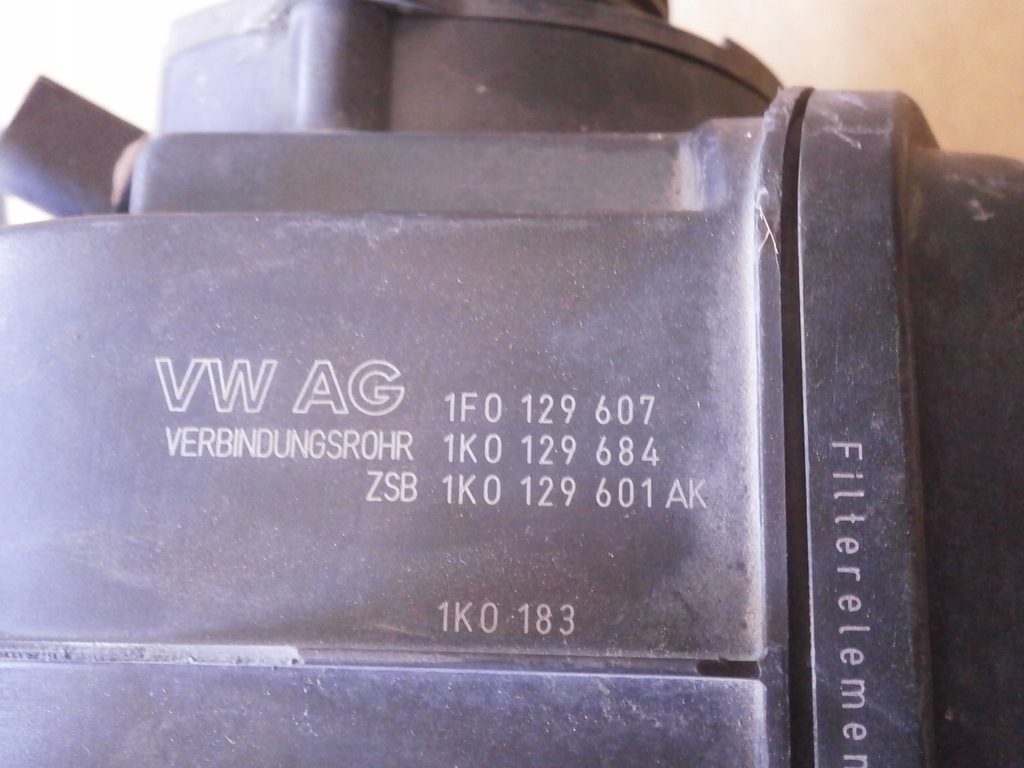 VW AG 1F0 129 607
VERBINDUNGSROHR 1K0 129 684
ZSB 1K0 129 601 AK
1K0 183
Filterelemen